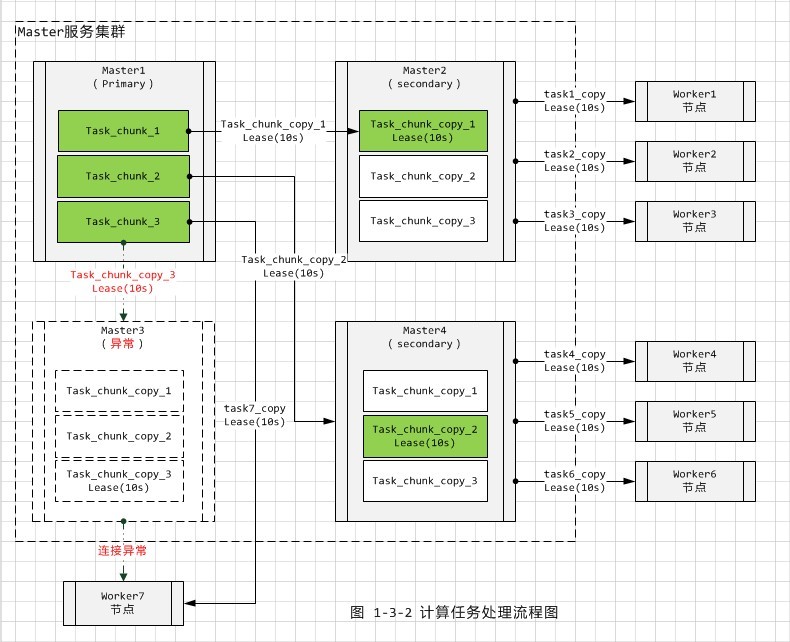 Master服务集群
Master1
( Primary )
Task_chunk_1
Task_chunk_2
Task_chunk_3
Task_chunk_copy_1
Lease(10s)
Master2
( secondary )
Task_chunk_copy_1
Lease(10s)
Task_chunk_copy_2
Task_chunk_copy_3
task1_copy
Lease(10s)
Worker1
节点
task2_copy
Lease(10s)
Worker2
节点
task3_copy
Lease(10s)
Worker3
节点
Task_chunk_copy_3
Lease(10s)
Task_chunk_copy_2
Lease(10s)
Master3
( 异常 )
Task_chunk_copy_1
Task_chunk_copy_2
Task_chunk_copy_3
Lease(10s)
task7_copy
Lease(10s)
Master4
( secondary )
Task_chunk_copy_1
Task_chunk_copy_2
Lease(10s)
Task_chunk_copy_3
task4_copy
Lease(10s)
Worker4
节点
task5_copy
Lease(10s)
Worker5
节点
task6_copy
Lease(10s)
Worker6
节点
连接异常
Worker7
节点
图 1-3-2 计算任务处理流程图